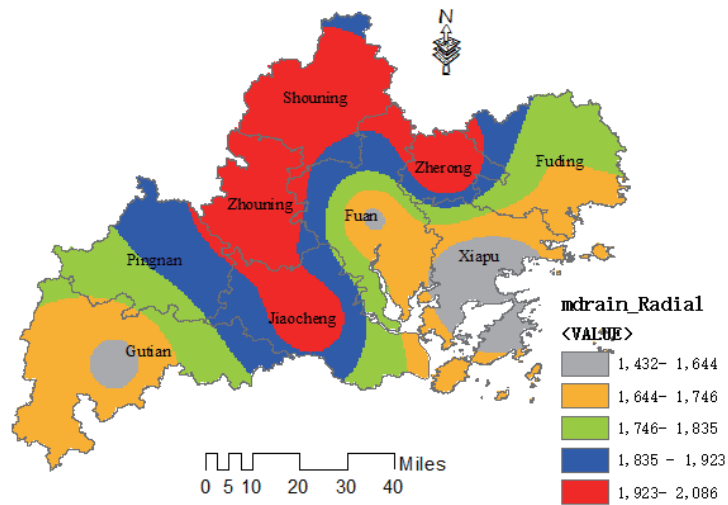 N
Shouning
Zherong
Fuding
Zhouning
Fuan
Pingnan
Xiapu
Jiaocheng
Gutian
mdrain_Radial
<VALUE>
1,432- 1,644
1,644- 1,746
1,746- 1,835
1,835 - 1,923
1,923- 2,086
Miles
0 5 10 20 30 40